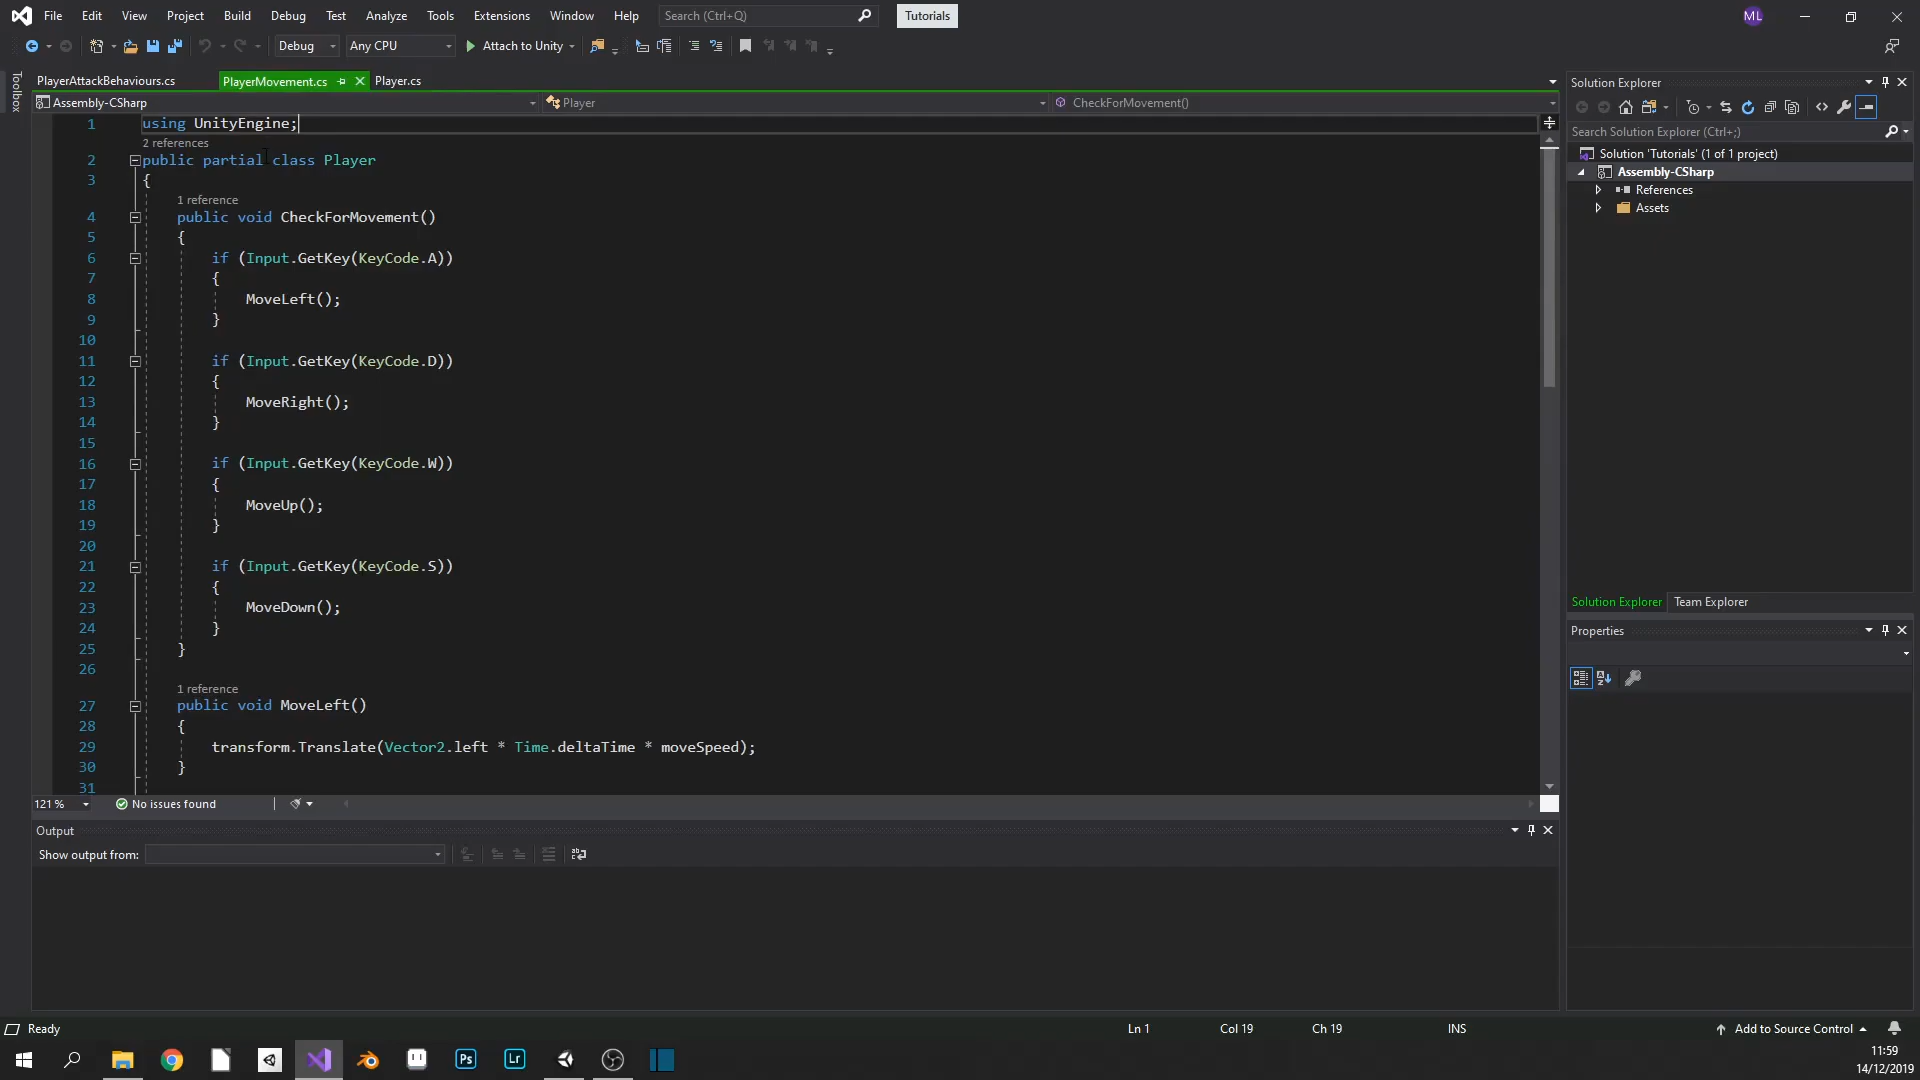 File Edit View Project Build Debug Test Analyze Tools Extensions Window Help Search (Ctrl+Q) Tutorials ML
Debug Any CPU Attach to Unity
Toolbox
PlayerAttackBehaviours.cs PlayerMovement.cs Player.cs
Assembly-CSharp Player CheckForMovement()
1 using UnityEngine;
2 references
2 public partial class Player
3 {
1 reference
4 public void CheckForMovement()
5 {
6 if (Input.GetKey(KeyCode.A))
7 {
8 MoveLeft();
9 }
10
11 if (Input.GetKey(KeyCode.D))
12 {
13 MoveRight();
14 }
15
16 if (Input.GetKey(KeyCode.W))
17 {
18 MoveUp();
19 }
20
21 if (Input.GetKey(KeyCode.S))
22 {
23 MoveDown();
24 }
25 }
26
1 reference
27 public void MoveLeft()
28 {
29 transform.Translate(Vector2.left * Time.deltaTime * moveSpeed);
30 }
31
121 % No issues found
Output
Show output from:
Solution Explorer
Search Solution Explorer (Ctrl+;)
Solution 'Tutorials' (1 of 1 project)
Assembly-CSharp
References
Assets
Solution Explorer Team Explorer
Properties
Ready Ln 1 Col 19 Ch 19 INS Add to Source Control
Ps Lr
11:59
14/12/2019